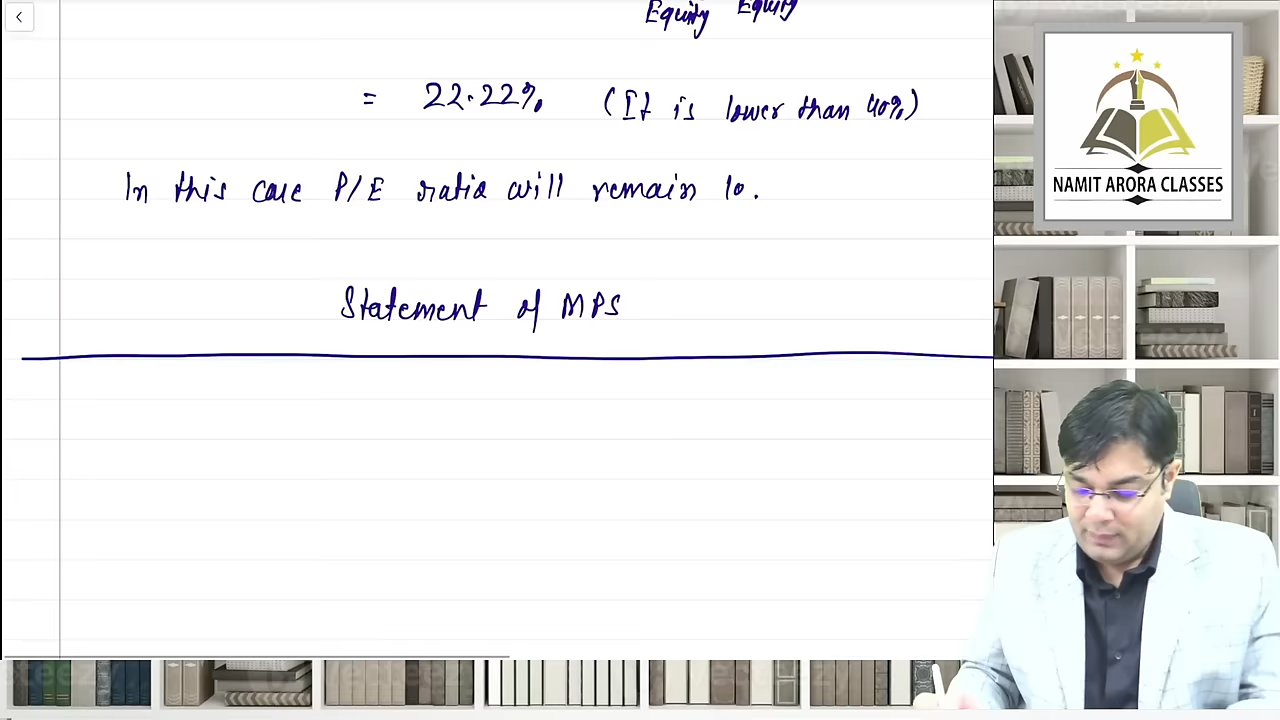 Equity Equity
= 22.22% (It is lower than 40%)
In this case P/E ratio will remain 10.
Statement of MPS
NAMIT ARORA CLASSES